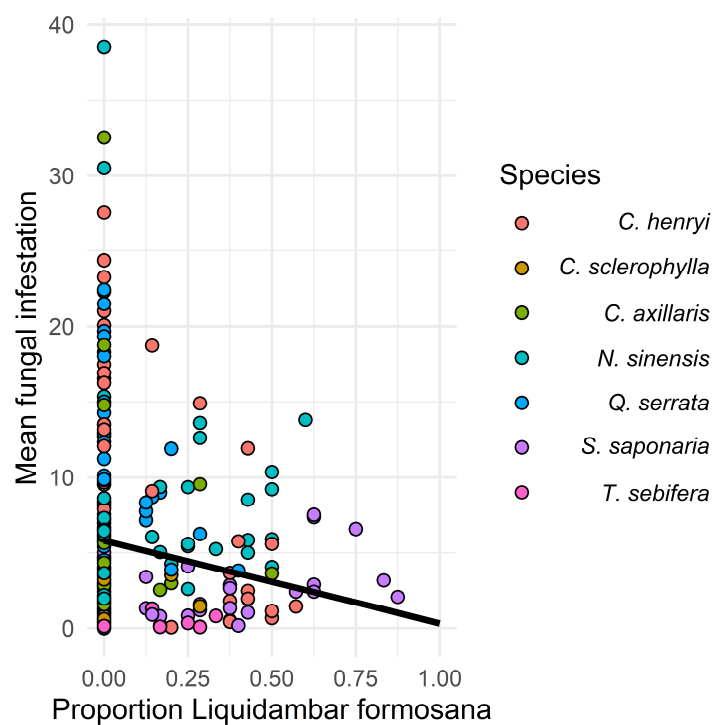 40
30
20
10
0
Mean fungal infestation
0.00 0.25 0.50 0.75 1.00
Proportion Liquidambar formosana
Species
C. henryi
C. sclerophylla
C. axillaris
N. sinensis
Q. serrata
S. saponaria
T. sebifera